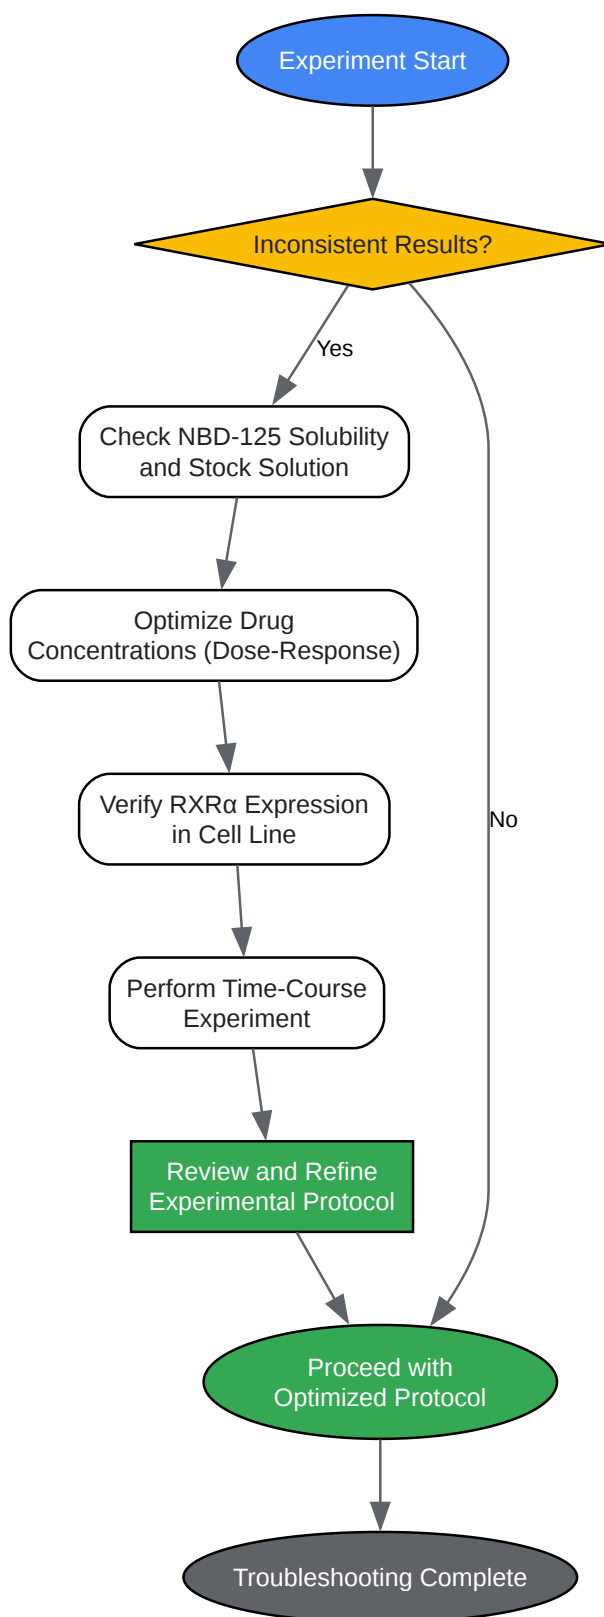 Experiment Start
Inconsistent Results?
Yes
Check NBD-125 Solubility
and Stock Solution
Optimize Drug
Concentrations (Dose-Response)
Verify RXRα Expression
in Cell Line
No
Perform Time-Course
Experiment
Review and Refine
Experimental Protocol
Proceed with
Optimized Protocol
Troubleshooting Complete